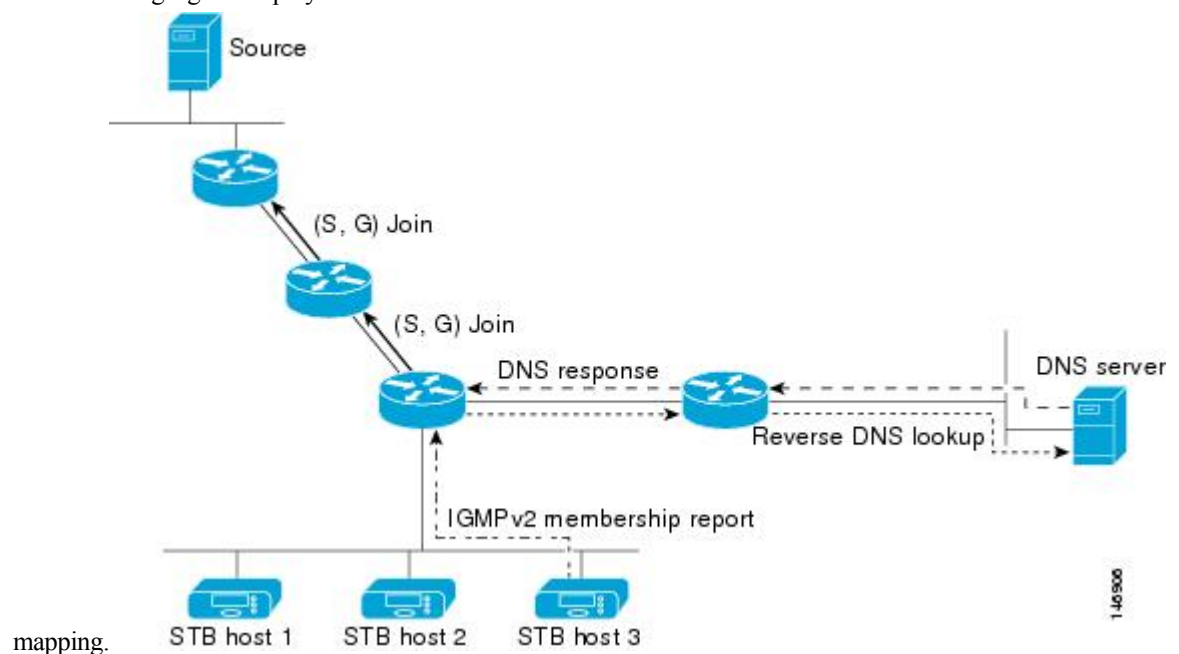 Source
(S, G) Join
(S, G) Join
DNS response
DNS server
Reverse DNS lookup
IGMPv2 membership report
146906
mapping.
STB host 1
STB host 2
STB host 3